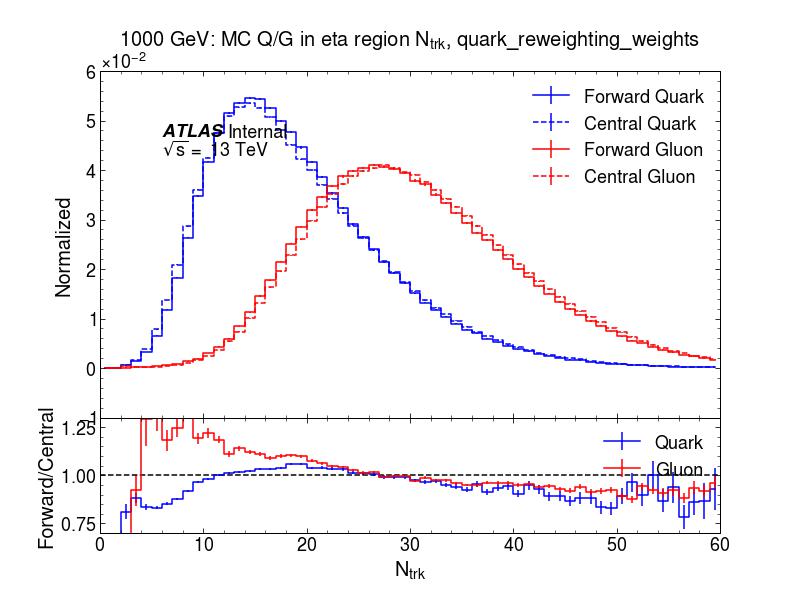 1000 GeV: MC Q/G in eta region N_trk, quark_reweighting_weights
×10^−2
6
5
4
3
2
1
0
−1
Normalized
ATLAS Internal
√s = 13 TeV
Forward Quark
Central Quark
Forward Gluon
Central Gluon
1.25
1.00
0.75
Forward/Central
Quark
Gluon
0 10 20 30 40 50 60
N_trk